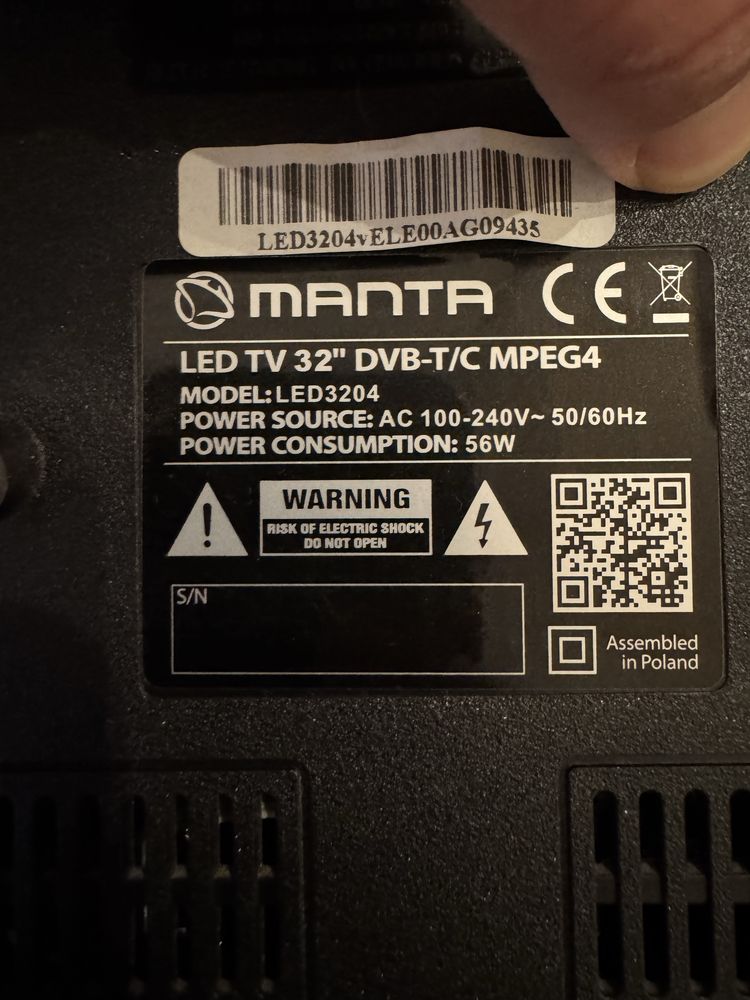 LED3204vELE00AG09435
MANTA CE
LED TV 32" DVB-T/C MPEG4
MODEL: LED3204
POWER SOURCE: AC 100-240V~ 50/60Hz
POWER CONSUMPTION: 56W
WARNING
RISK OF ELECTRIC SHOCK
DO NOT OPEN
S/N
Assembled
in Poland